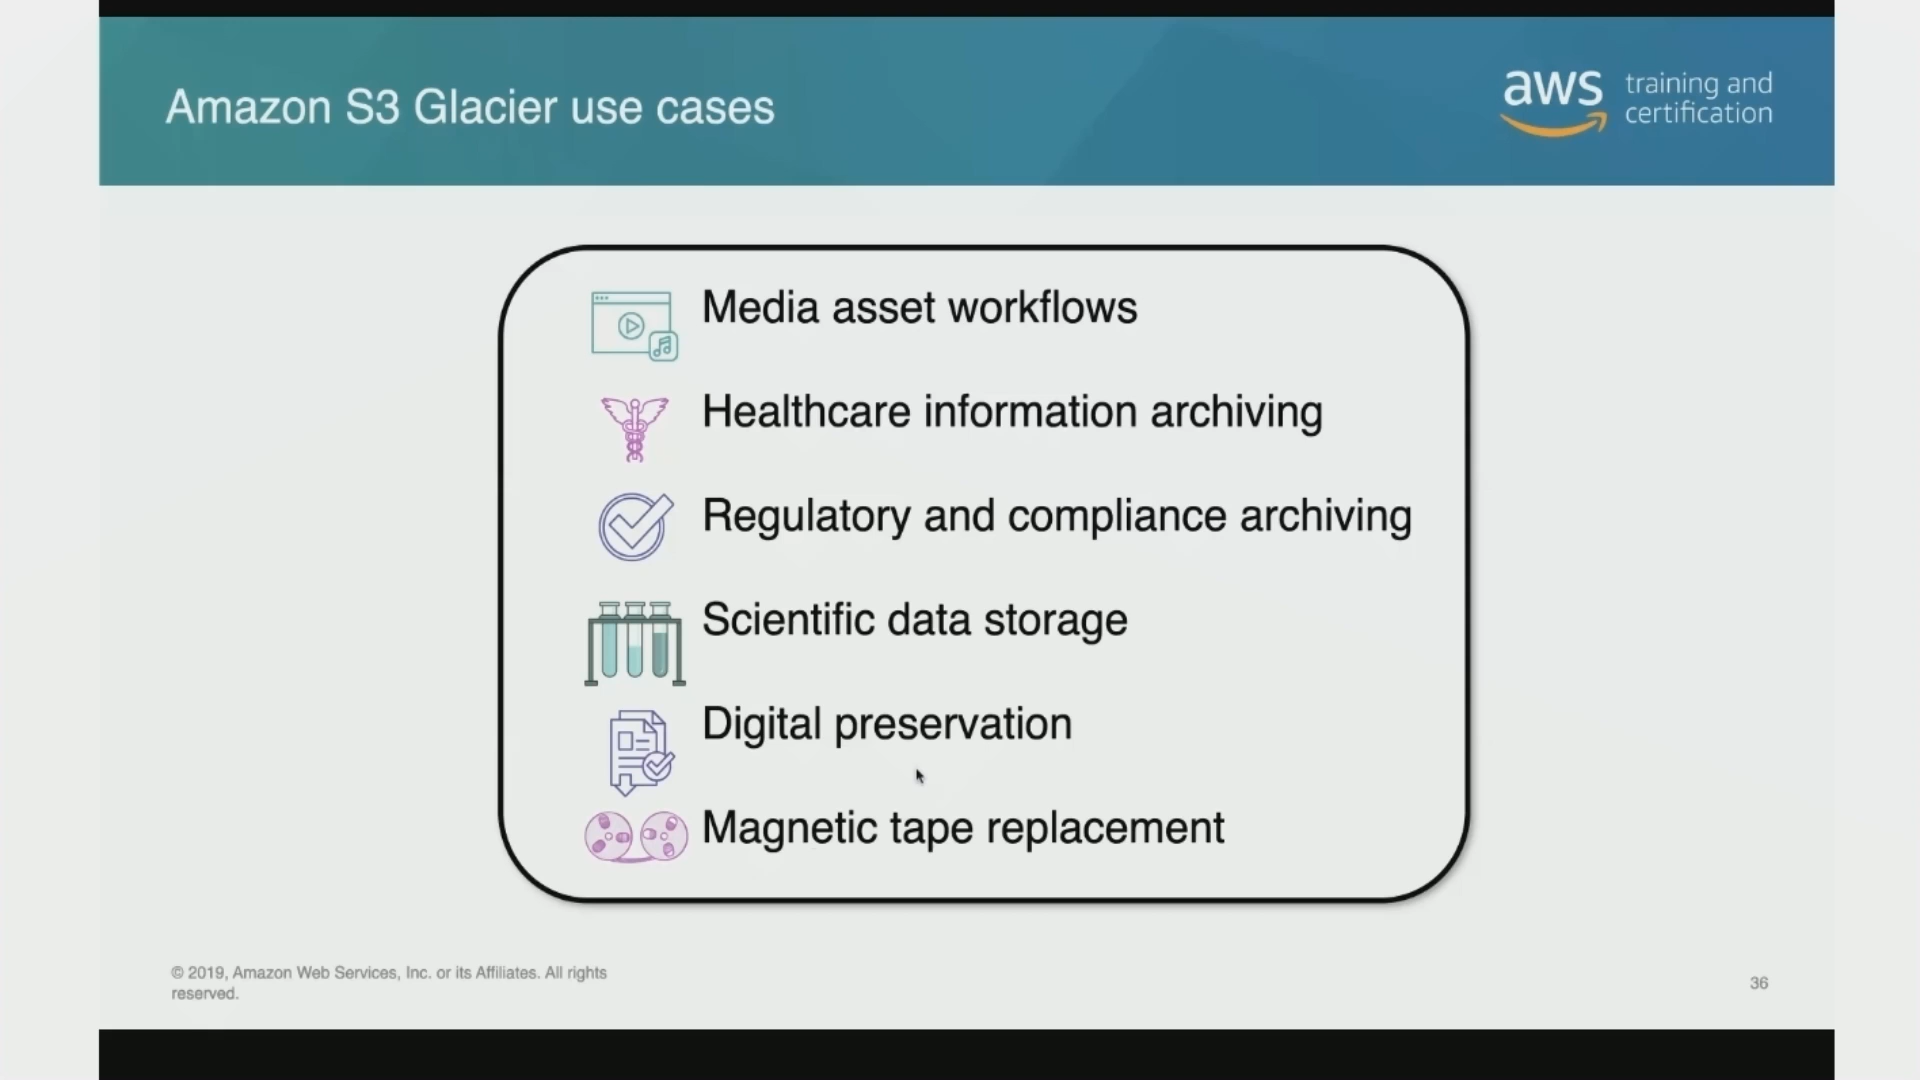 Amazon S3 Glacier use cases
aws training and
certification
Media asset workflows
Healthcare information archiving
Regulatory and compliance archiving
Scientific data storage
Digital preservation
Magnetic tape replacement
© 2019, Amazon Web Services, Inc. or its Affiliates. All rights
reserved.
36